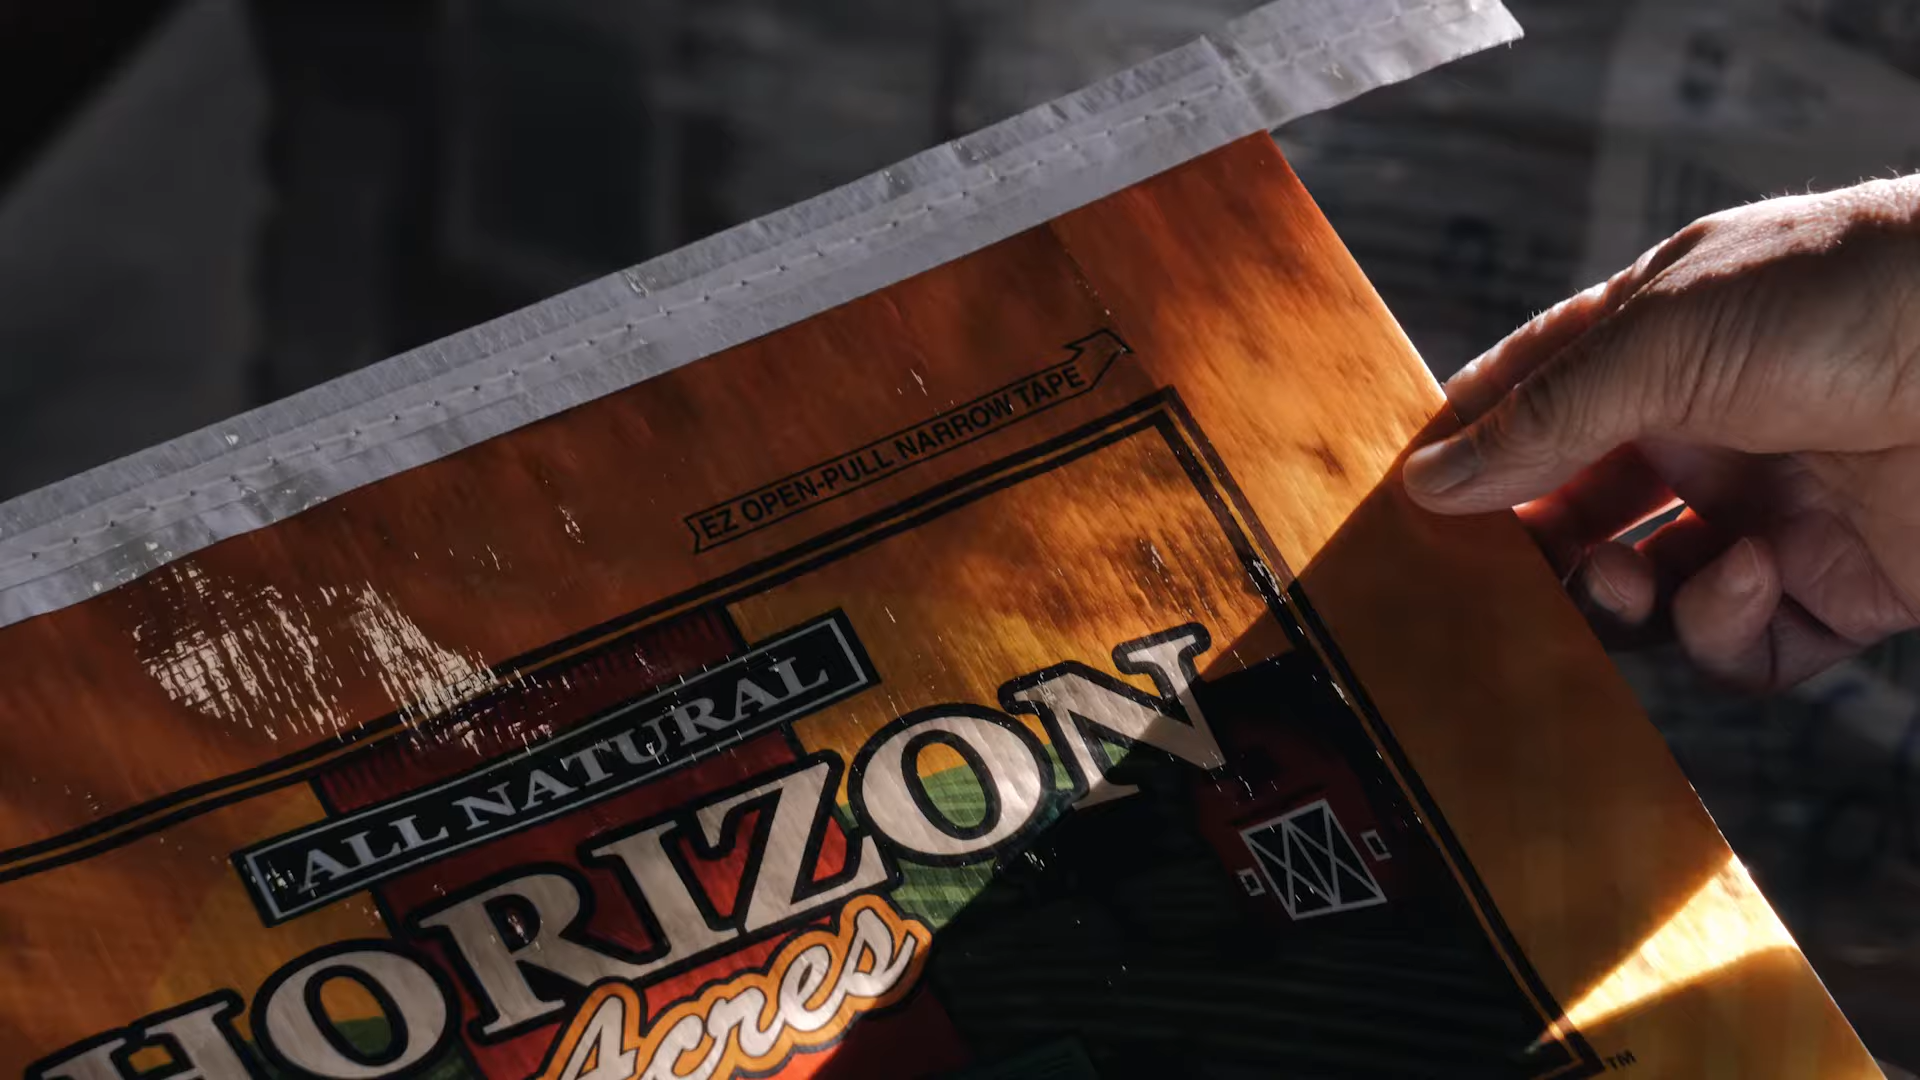 EZ OPEN-PULL NARROW TAPE
ALL NATURAL
HORIZON
Acres
TM